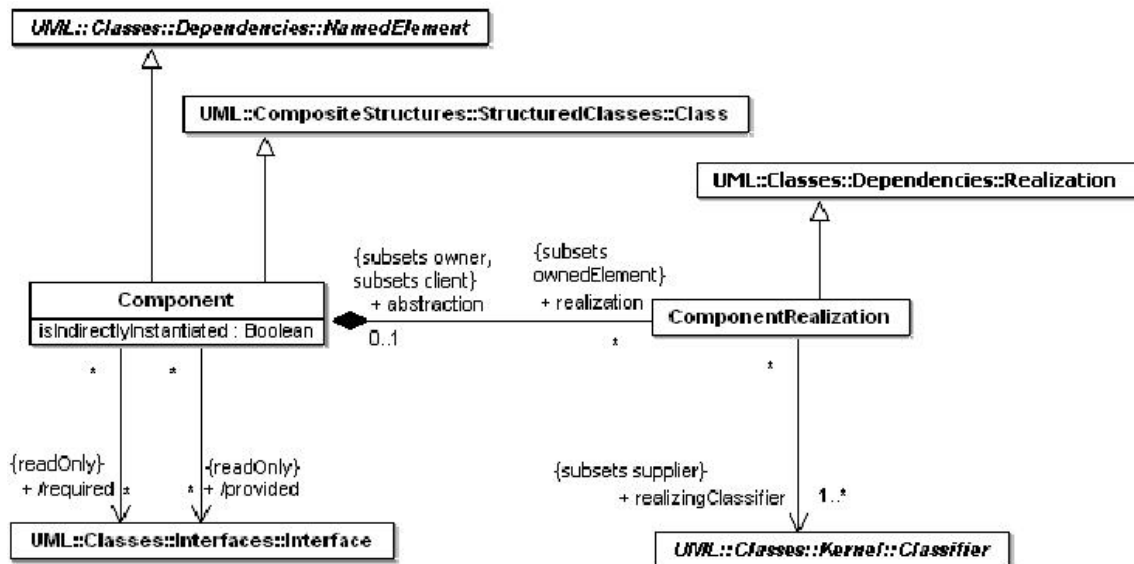 UML::Classes::Dependencies::NamedElement
UML::CompositeStructures::StructuredClasses::Class
UML::Classes::Dependencies::Realization
{subsets owner,
subsets client}
+ abstraction
0..1
{subsets
ownedElement}
+ realization
*
Component
isIndirectlyInstantiated : Boolean
ComponentRealization
*
*
*
{readOnly}
+ /required
*
{readOnly}
+ /provided
*
{subsets supplier}
+ realizingClassifier
1..*
UML::Classes::Interfaces::Interface
UML::Classes::Kernel::Classifier